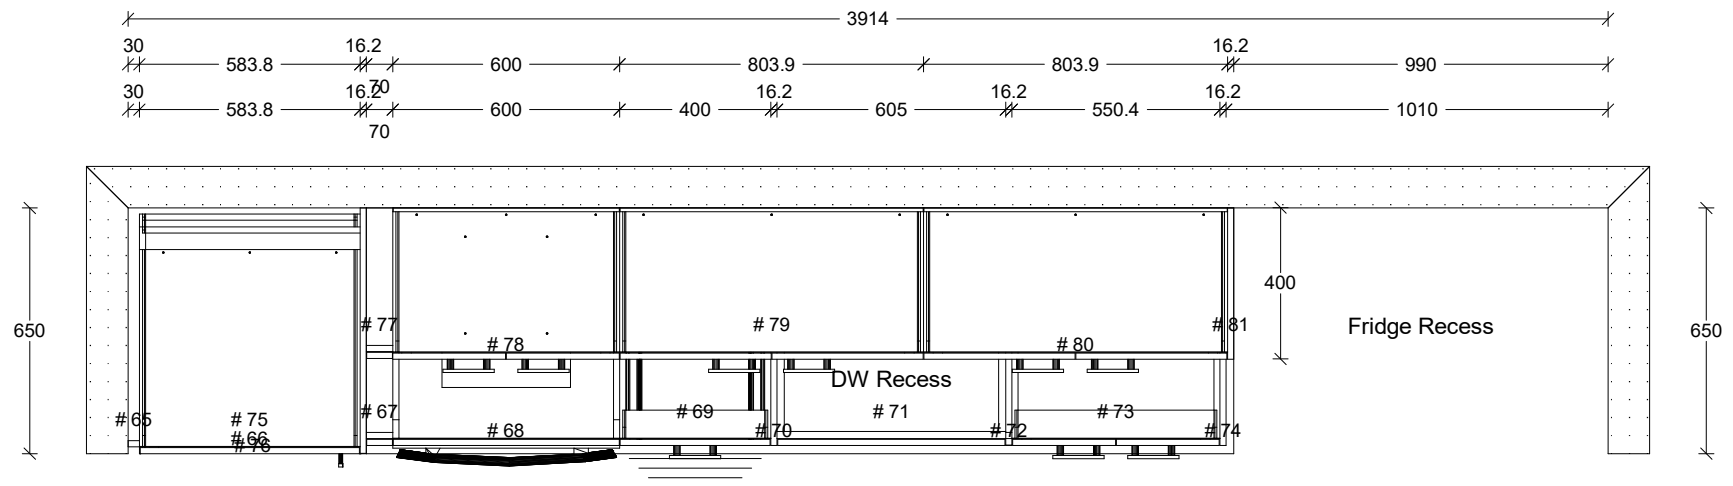 3914
30 16.2 16.2
583.8 600 803.9 803.9 990
30 16.2 70 16.2 16.2 16.2
583.8 600 400 605 550.4 1010
70
400
# 77 # 79 # 81 Fridge Recess
650 650
# 78 # 80
DW Recess
# 65 # 75 # 67 # 69 # 71 # 73
# 66 # 68 # 70 # 72 # 74
# 76